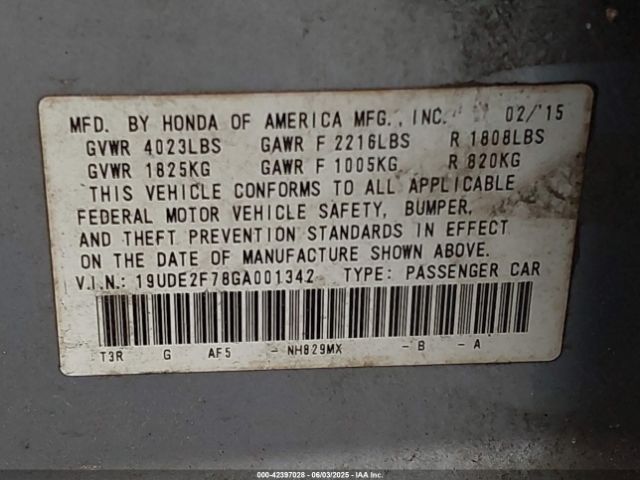 MFD. BY HONDA OF AMERICA MFG., INC. 02/'15
GVWR 4023LBS GAWR F 2216LBS R 1808LBS
GVWR 1825KG GAWR F 1005KG R 820KG
THIS VEHICLE CONFORMS TO ALL APPLICABLE
FEDERAL MOTOR VEHICLE SAFETY, BUMPER,
AND THEFT PREVENTION STANDARDS IN EFFECT
ON THE DATE OF MANUFACTURE SHOWN ABOVE.
V.I.N.: 19UDE2F78GA001342 TYPE: PASSENGER CAR
T3R G AF5 - NH829MX - B - A
000-42397028 - 06/03/2025 - IAA Inc.